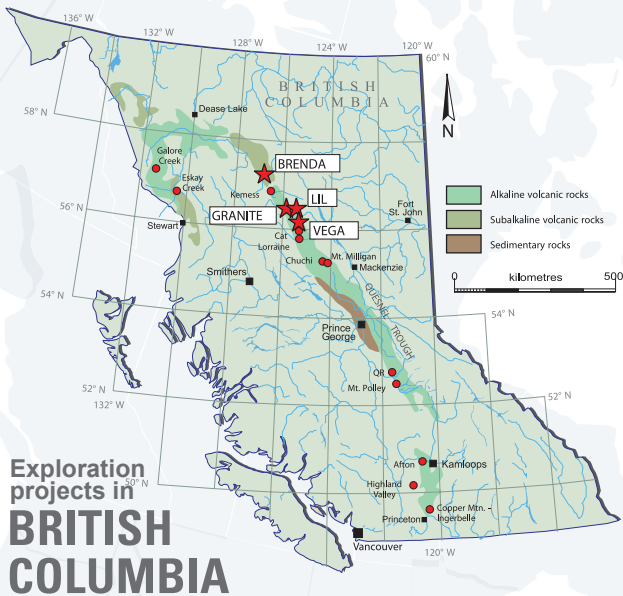 136° W
132° W
128° W
124° W
120° W
60° N
BRITISH
COLUMBIA
58° N
Dease Lake
N
Galore
Creek
BRENDA
Eskay
Creek
Kemess
LIL
Alkaline volcanic rocks
56° N
GRANITE
Fort
St. John
Subalkaline volcanic rocks
Stewart
VEGA
Cat
Lorraine
Sedimentary rocks
Chuchi
Mt. Milligan
Mackenzie
Smithers
0
kilometres
500
54° N
QUESNEL TROUGH
Prince
George
54° N
QR
Mt. Polley
52° N
132° W
52° N
Afton
Kamloops
Highland
Valley
50° N
Copper Mtn. -
Ingerbelle
Princeton
Vancouver
120° W
Exploration
projects in
BRITISH
COLUMBIA